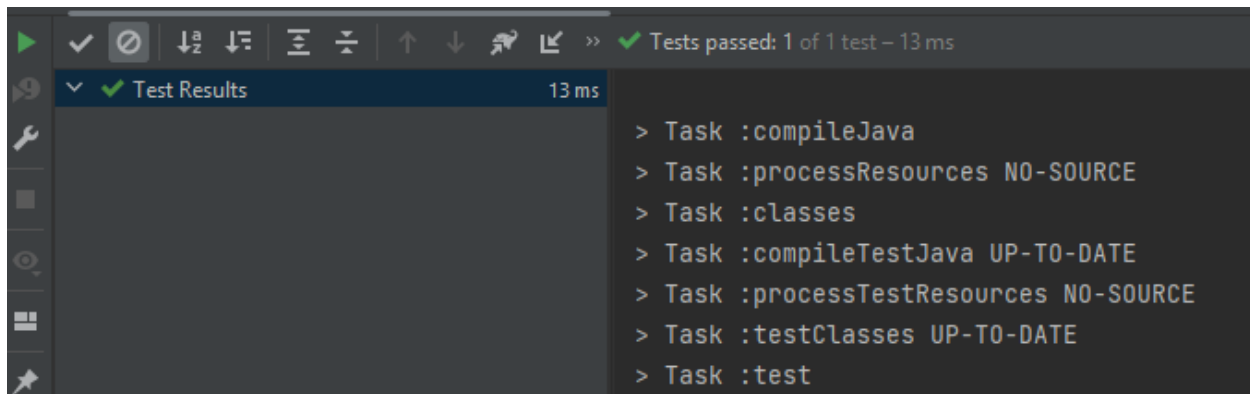 Tests passed: 1 of 1 test – 13 ms
Test Results 13 ms
> Task :compileJava
> Task :processResources NO-SOURCE
> Task :classes
> Task :compileTestJava UP-TO-DATE
> Task :processTestResources NO-SOURCE
> Task :testClasses UP-TO-DATE
> Task :test